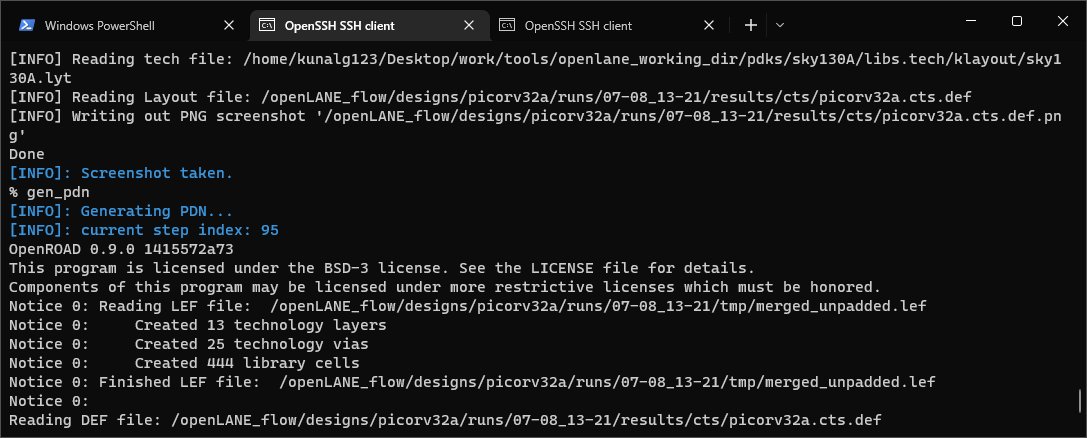 Windows PowerShell
OpenSSH SSH client
OpenSSH SSH client
[INFO] Reading tech file: /home/kunalg123/Desktop/work/tools/openlane_working_dir/pdks/sky130A/libs.tech/klayout/sky1
30A.lyt
[INFO] Reading Layout file: /openLANE_flow/designs/picorv32a/runs/07-08_13-21/results/cts/picorv32a.cts.def
[INFO] Writing out PNG screenshot '/openLANE_flow/designs/picorv32a/runs/07-08_13-21/results/cts/picorv32a.cts.def.pn
g'
Done
[INFO]: Screenshot taken.
% gen_pdn
[INFO]: Generating PDN...
[INFO]: current step index: 95
OpenROAD 0.9.0 1415572a73
This program is licensed under the BSD-3 license. See the LICENSE file for details.
Components of this program may be licensed under more restrictive licenses which must be honored.
Notice 0: Reading LEF file:  /openLANE_flow/designs/picorv32a/runs/07-08_13-21/tmp/merged_unpadded.lef
Notice 0:     Created 13 technology layers
Notice 0:     Created 25 technology vias
Notice 0:     Created 444 library cells
Notice 0: Finished LEF file:  /openLANE_flow/designs/picorv32a/runs/07-08_13-21/tmp/merged_unpadded.lef
Notice 0:
Reading DEF file: /openLANE_flow/designs/picorv32a/runs/07-08_13-21/results/cts/picorv32a.cts.def